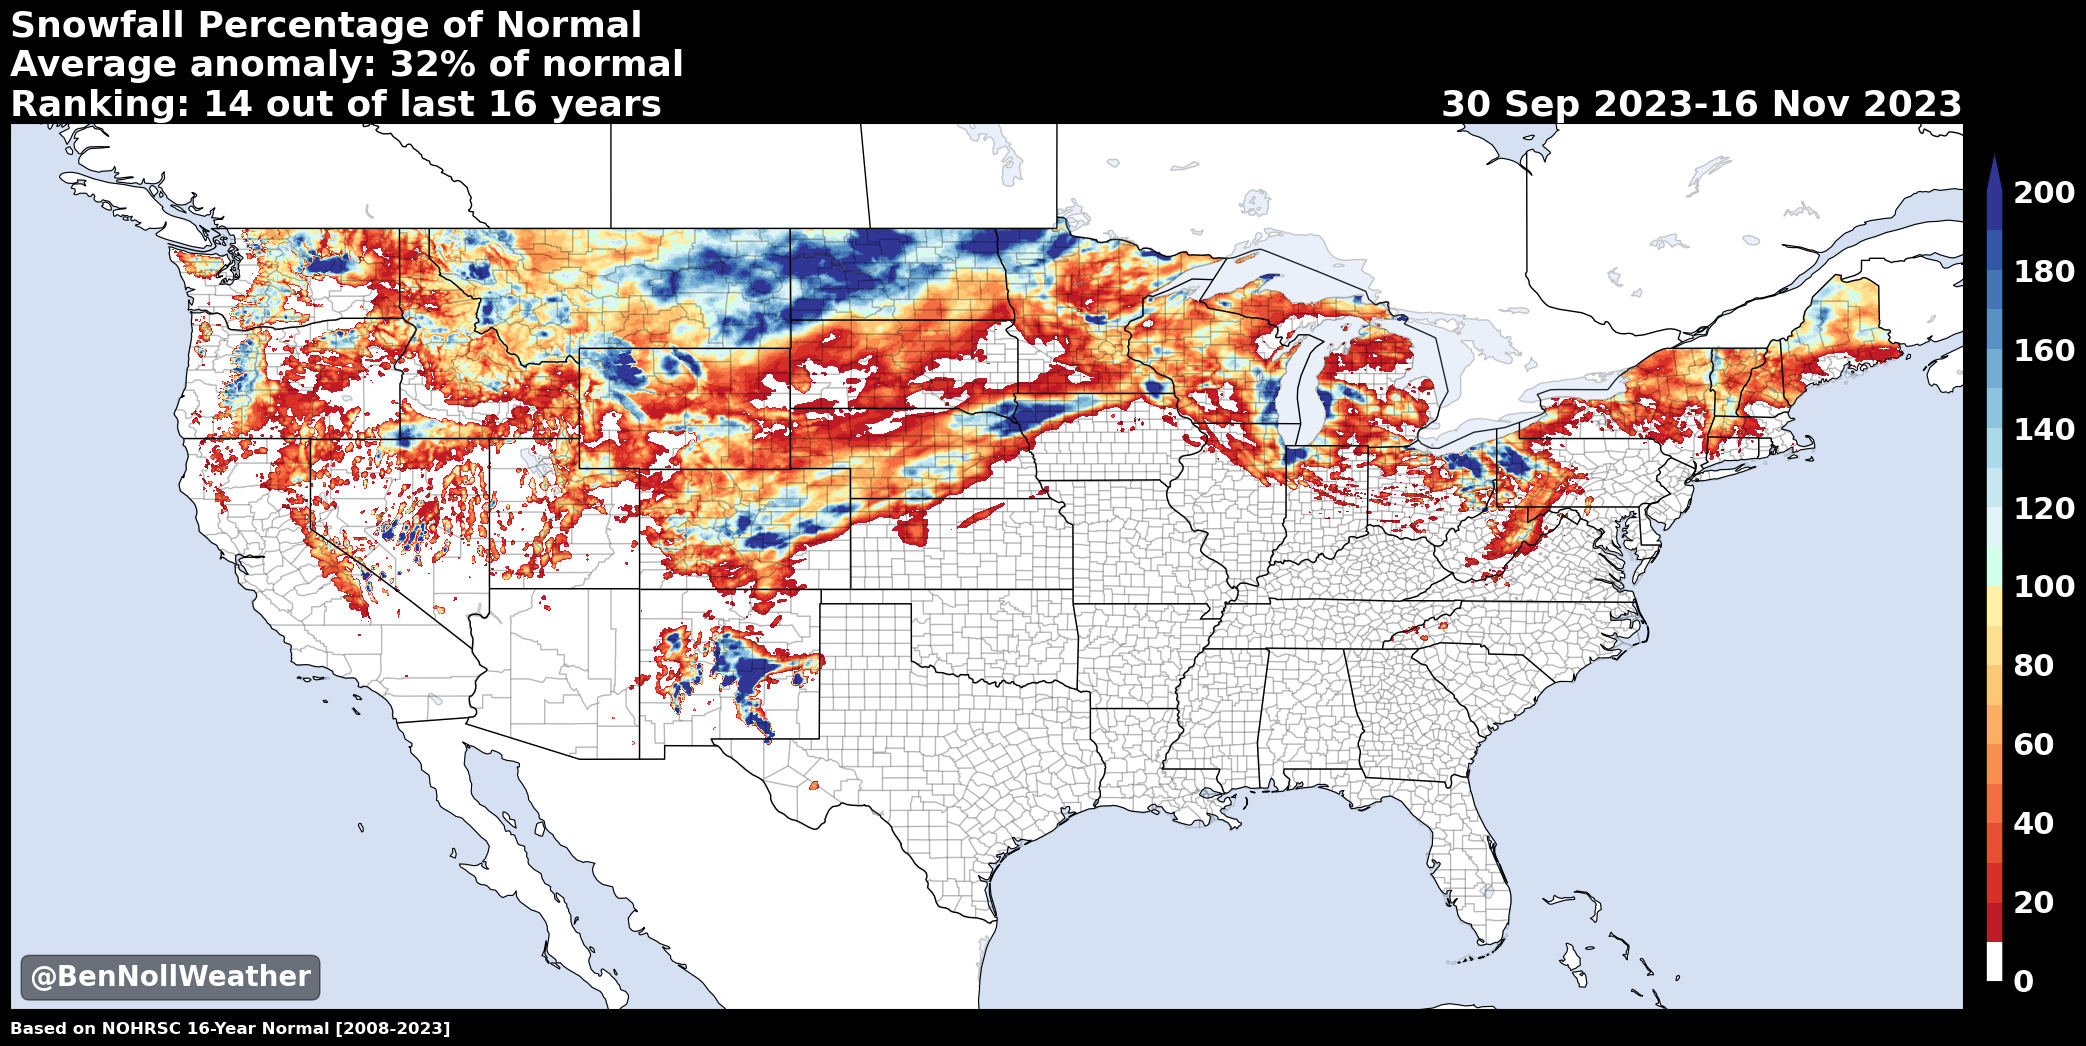 Snowfall Percentage of Normal
Average anomaly: 32% of normal
Ranking: 14 out of last 16 years
30 Sep 2023-16 Nov 2023
200
180
160
140
120
100
80
60
40
20
0
@BenNollWeather
Based on NOHRSC 16-Year Normal [2008-2023]